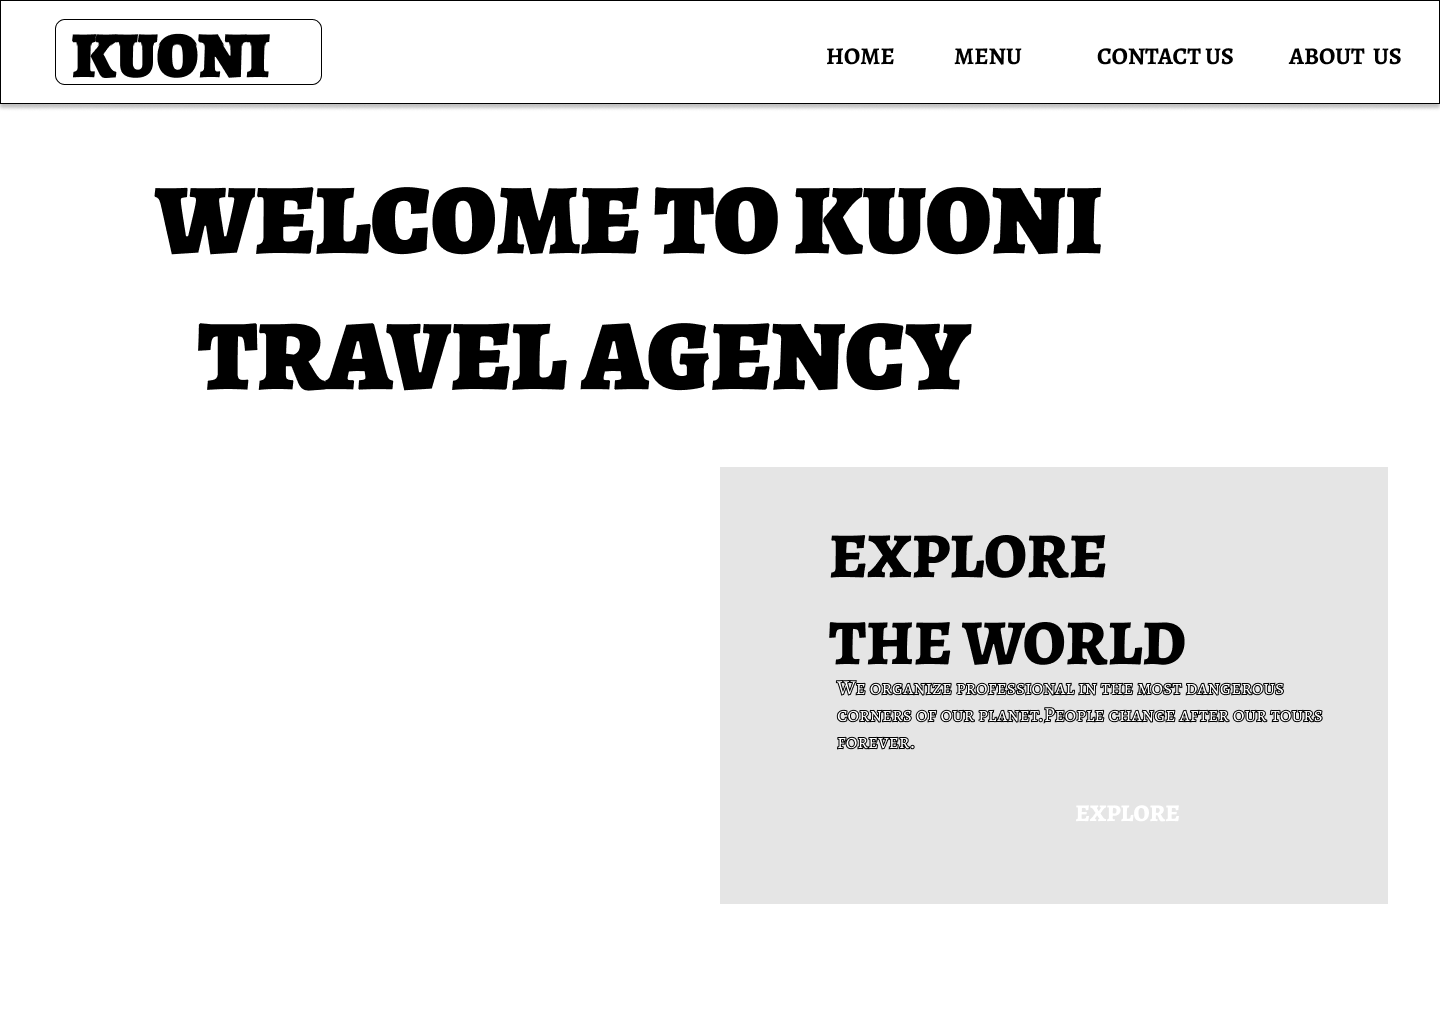 KUONI
HOME MENU CONTACT US ABOUT US
WELCOME TO KUONI
TRAVEL AGENCY
EXPLORE
THE WORLD
We organize professional in the most dangerous
corners of our planet.People change after our tours
forever.
EXPLORE